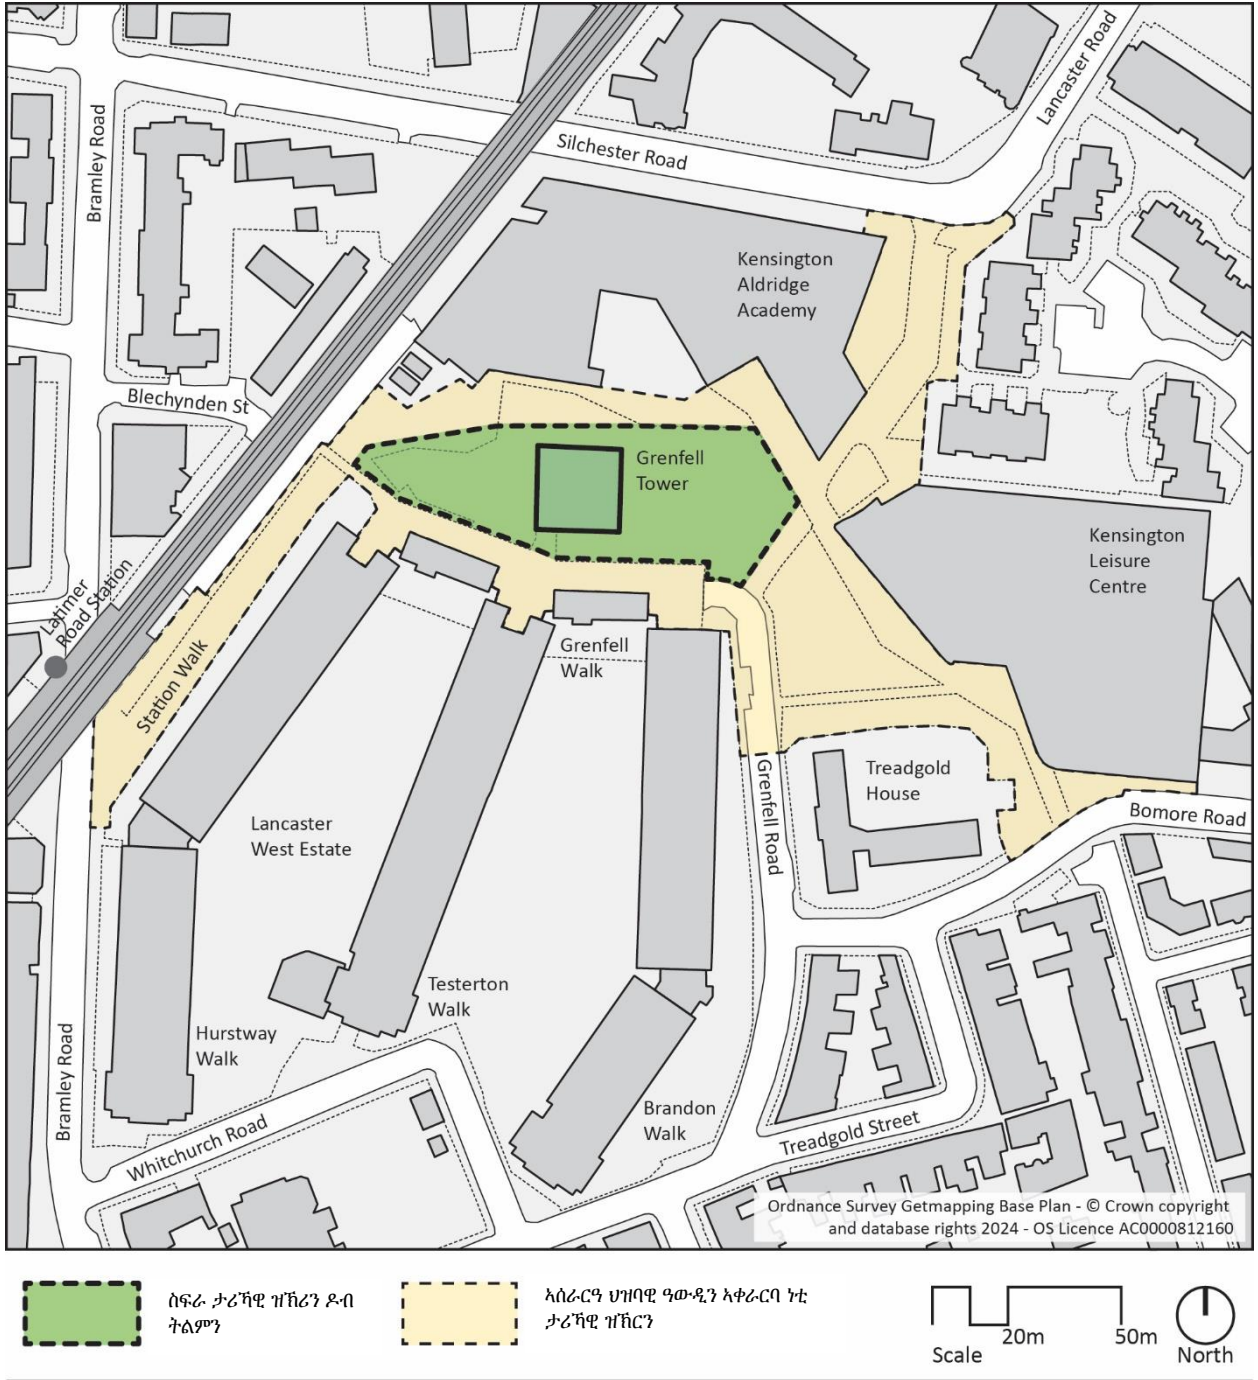 Lancaster Road
Bramley Road
Silchester Road
Kensington
Aldridge
Academy
Blechynden St
Grenfell
Tower
Kensington
Leisure
Centre
Latimer
Road Station
Station Walk
Grenfell
Walk
Grenfell Road
Treadgold
House
Bomore Road
Lancaster
West Estate
Testerton
Walk
Hurstway
Walk
Bramley Road
Brandon
Walk
Whitchurch Road
Treadgold Street
Ordnance Survey Getmapping Base Plan - © Crown copyright
and database rights 2024 - OS Licence AC0000812160
ስፍራ ታሪኻዊ ዝኽሪን ዶብ
ትልምን
ኣሰራርዓ ህዝባዊ ዓውዲን ኣቀራርባ ነቲ
ታሪኻዊ ዝኽርን
20m
50m
Scale
North